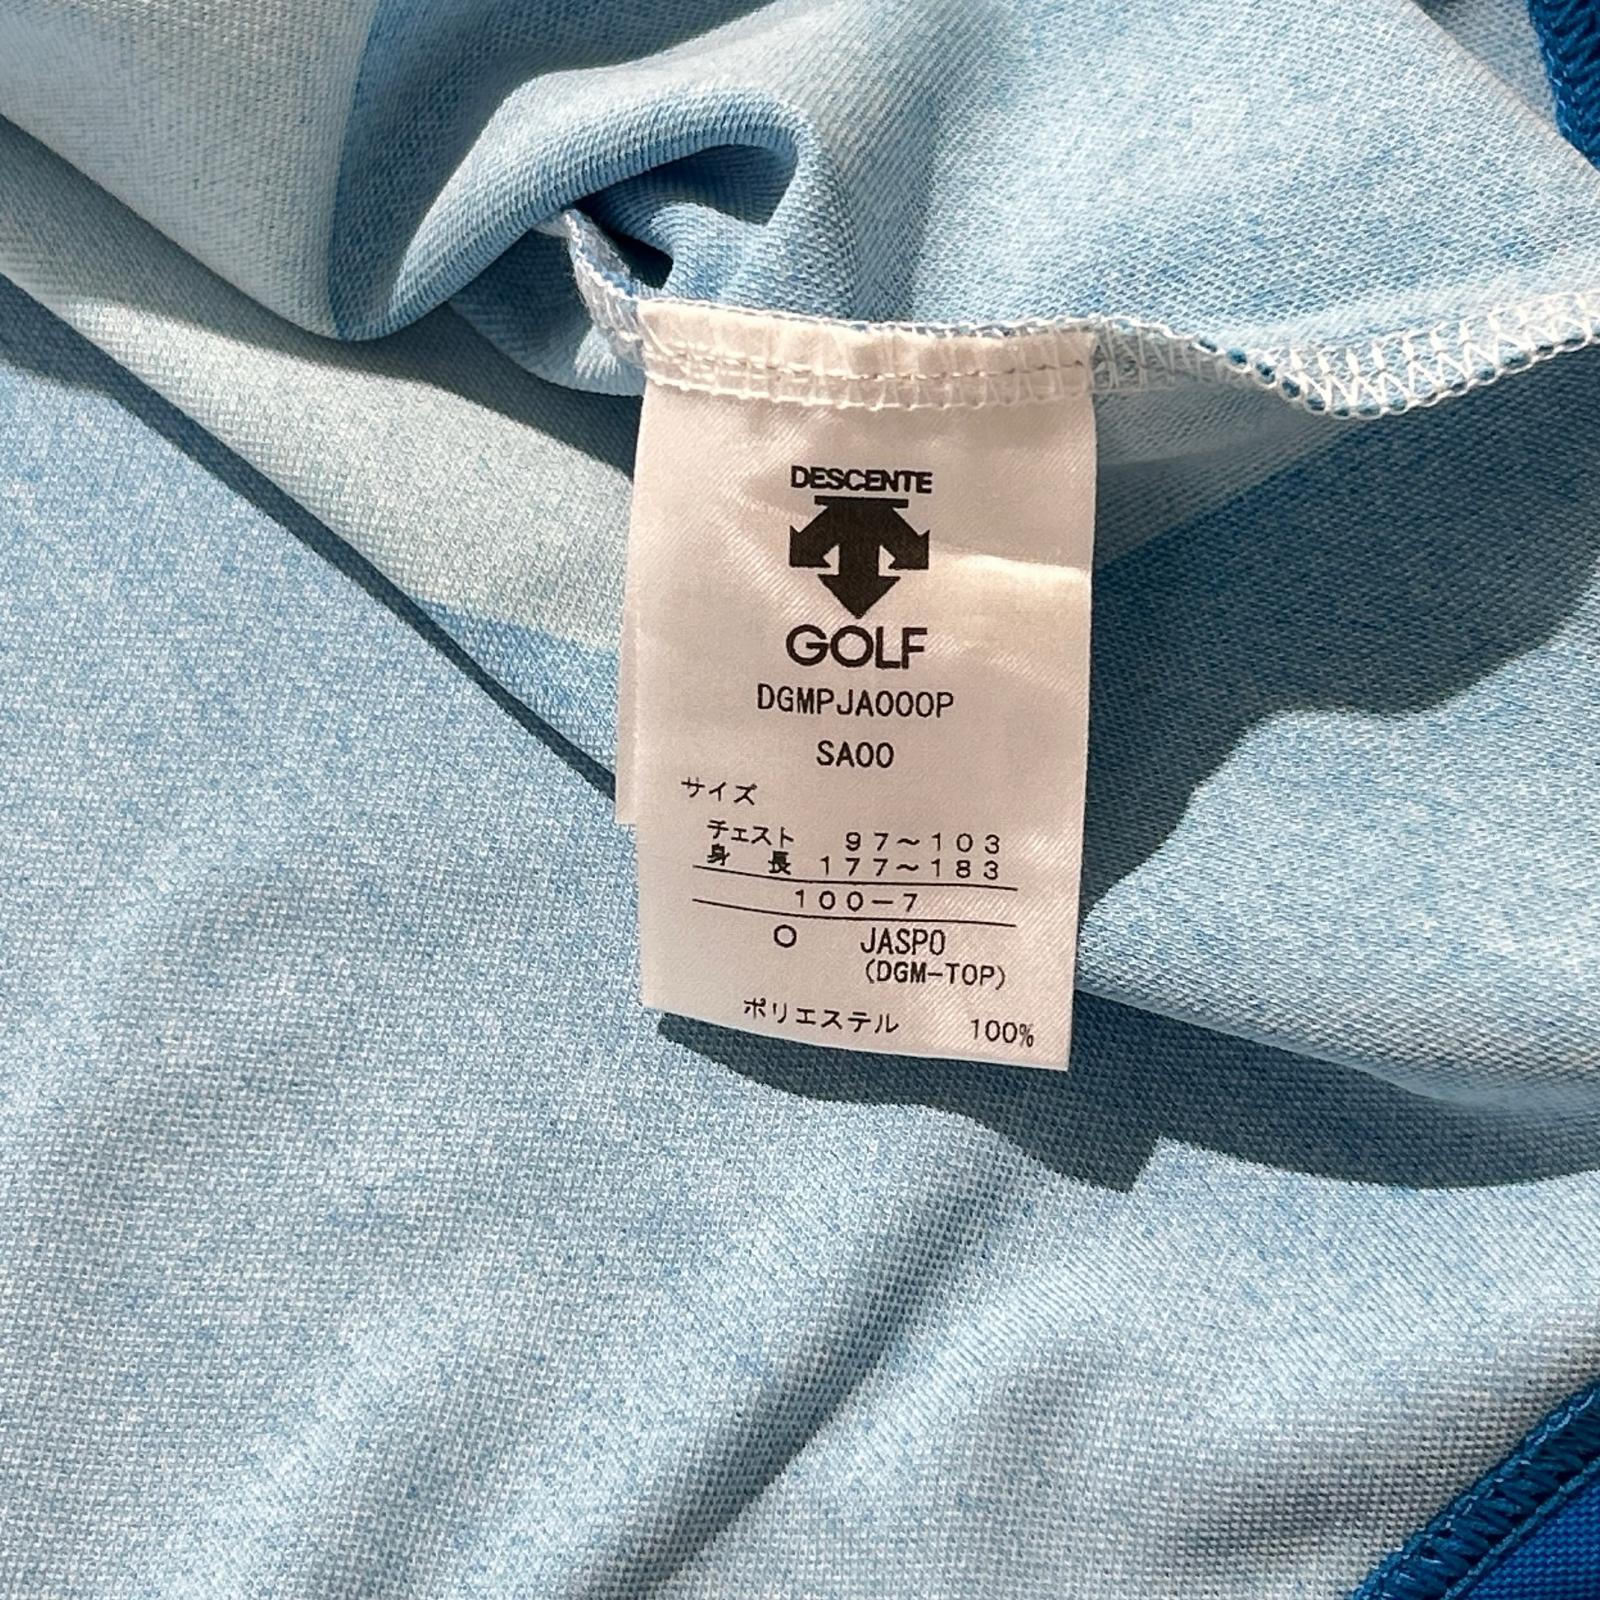 DESCENTE
GOLF
DGMPJA000P
SA00
サイズ
チェスト 97～103
身 長 177～183
100-7
O JASPO
(DGM-TOP)
ポリエステル 100%